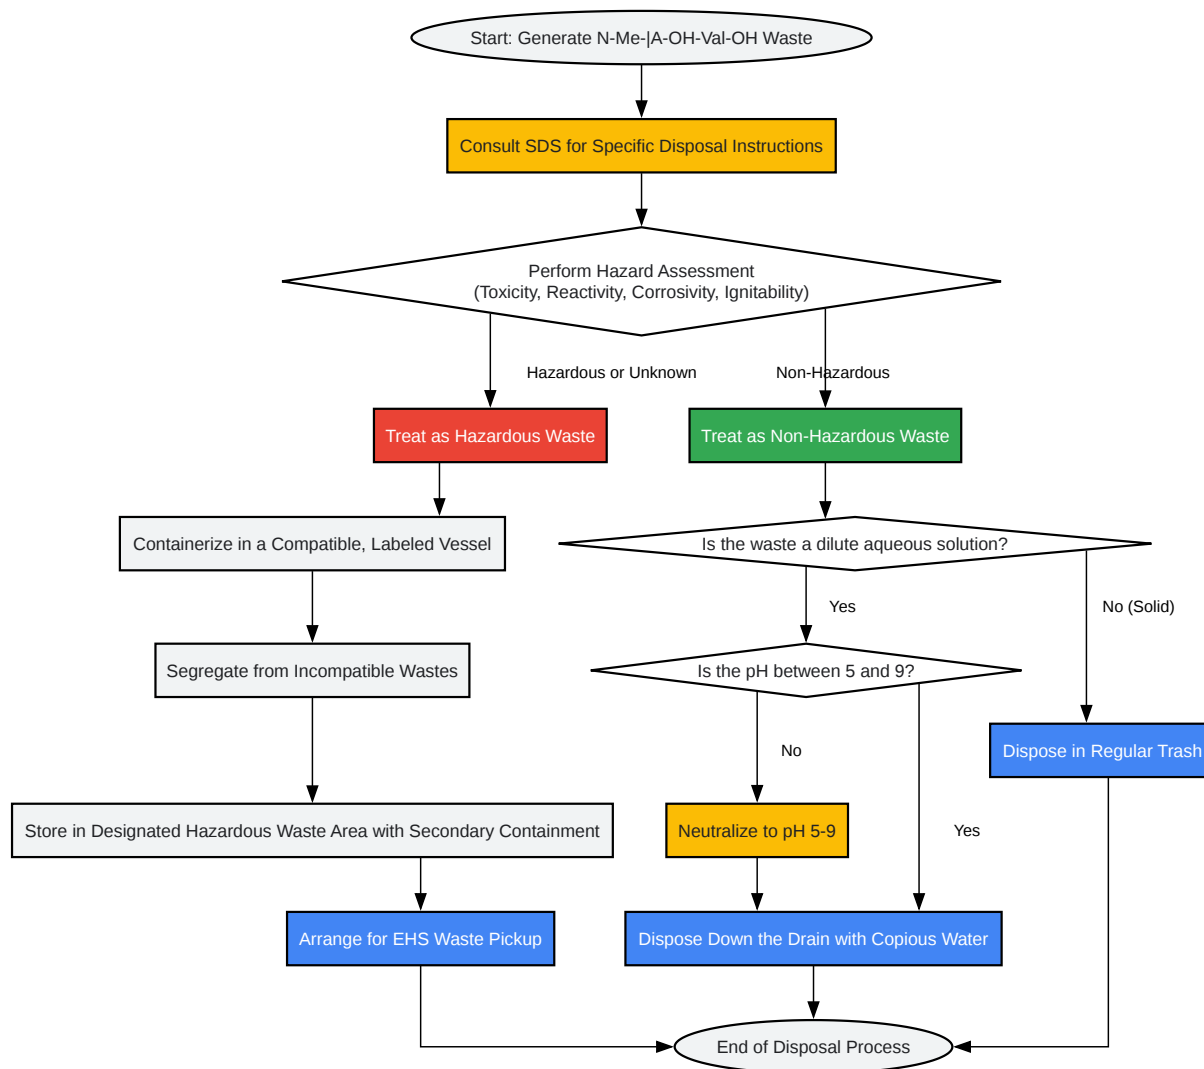 Start: Generate N-Me-|A-OH-Val-OH Waste
Consult SDS for Specific Disposal Instructions
Perform Hazard Assessment
(Toxicity, Reactivity, Corrosivity, Ignitability)
Hazardous or Unknown
Non-Hazardous
Treat as Hazardous Waste
Treat as Non-Hazardous Waste
Containerize in a Compatible, Labeled Vessel
Is the waste a dilute aqueous solution?
Yes
No (Solid)
Segregate from Incompatible Wastes
Is the pH between 5 and 9?
No
Dispose in Regular Trash
Store in Designated Hazardous Waste Area with Secondary Containment
Neutralize to pH 5-9
Yes
Arrange for EHS Waste Pickup
Dispose Down the Drain with Copious Water
End of Disposal Process